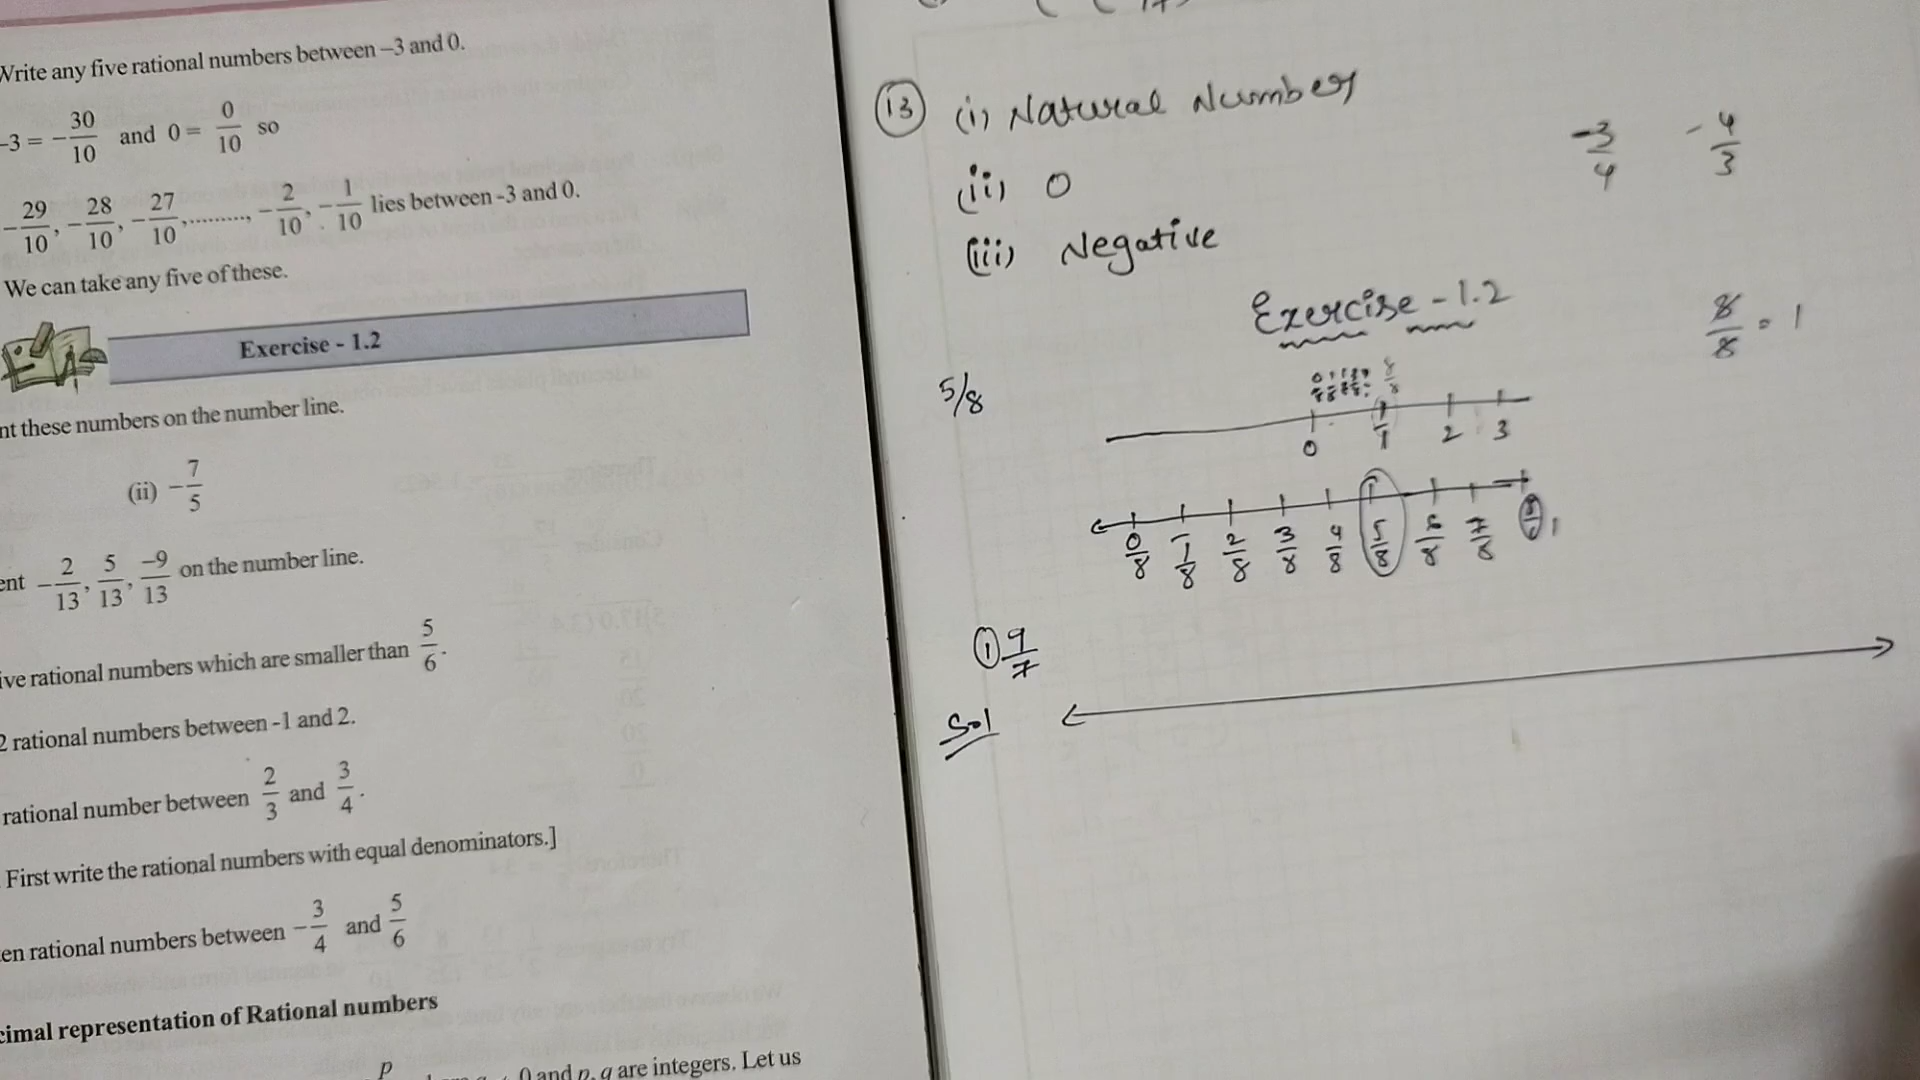 Write any five rational numbers between –3 and 0.
–3 = –30/10 and 0 = 0/10 so
–29/10, –28/10, –27/10,.........., –2/10, –1/10 lies between -3 and 0.
We can take any five of these.
Exercise - 1.2
nt these numbers on the number line.
(ii) –7/5
ent –2/13, 5/13, –9/13 on the number line.
ive rational numbers which are smaller than 5/6.
2 rational numbers between -1 and 2.
rational number between 2/3 and 3/4.
First write the rational numbers with equal denominators.]
en rational numbers between –3/4 and 5/6
cimal representation of Rational numbers
p
0 and p, q are integers. Let us
13 (i) Natural Numbers
(ii) 0
(iii) Negative
-3/4 -4/3
Exercise - 1.2
8/8 = 1
5/8
8/8
0 1 2 3
0/8 1/8 2/8 3/8 4/8 5/8 6/8 7/8 1
(i) 9/7
Sol